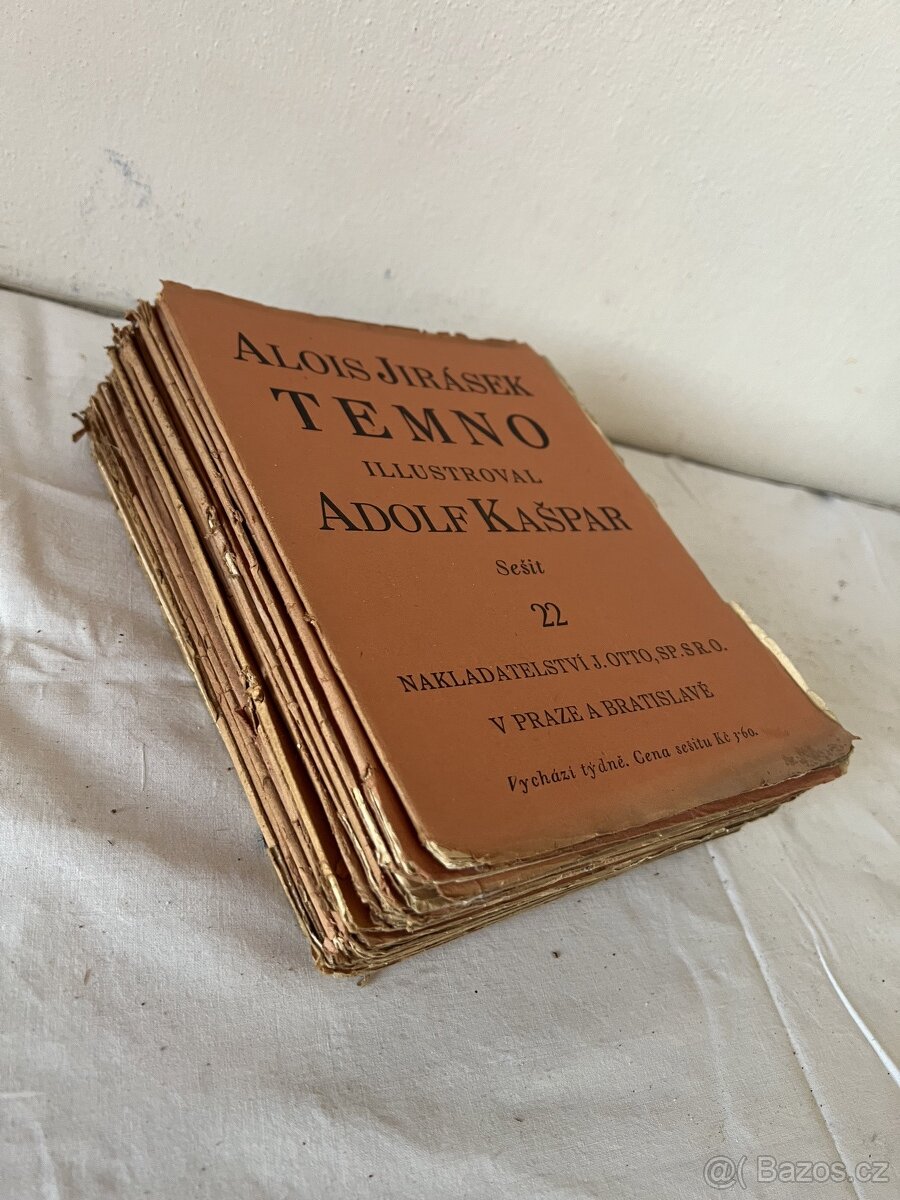 ALOIS JIRÁSEK
TEMNO
ILLUSTROVAL
ADOLF KAŠPAR
Sešit
22
NAKLADATELSTVÍ J. OTTO, SP. S R. O.
V PRAZE A BRATISLAVĚ
Vychází týdně. Cena sešitu Kč 3·60.
@( Bazos.cz